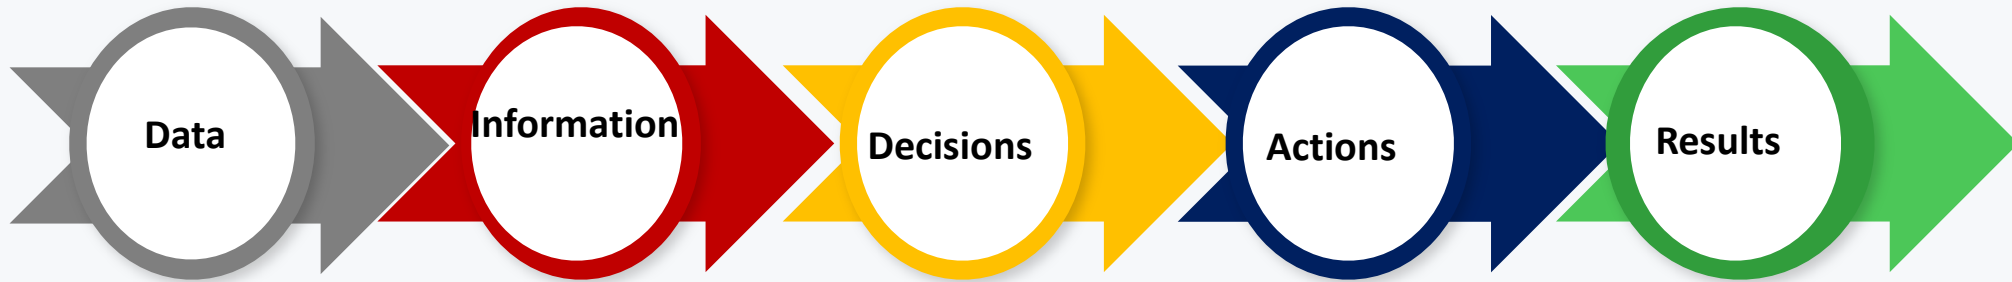 Data
Information
Decisions
Actions
Results